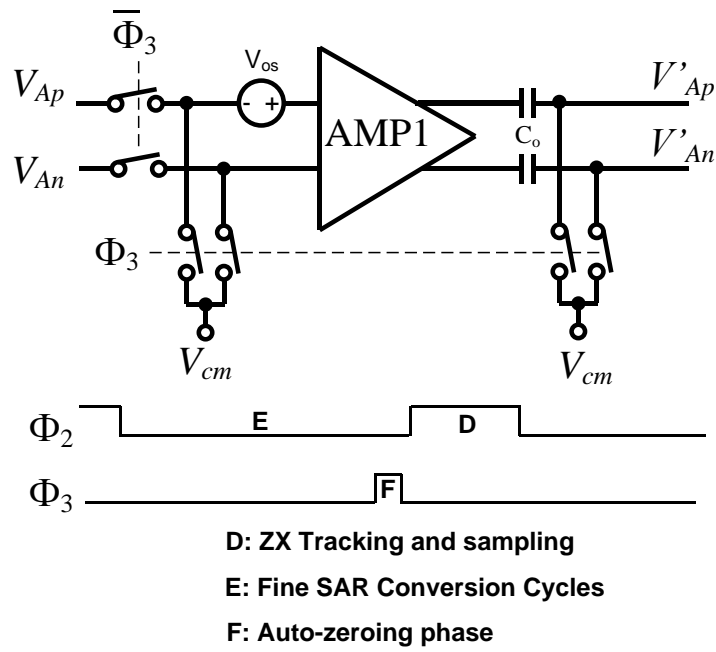 Φ̅3
VAp
Vos
- +
AMP1
Co
V'Ap
VAn
V'An
Φ3
Vcm
Vcm
Φ2
E
D
Φ3
F
D: ZX Tracking and sampling
E: Fine SAR Conversion Cycles
F: Auto-zeroing phase